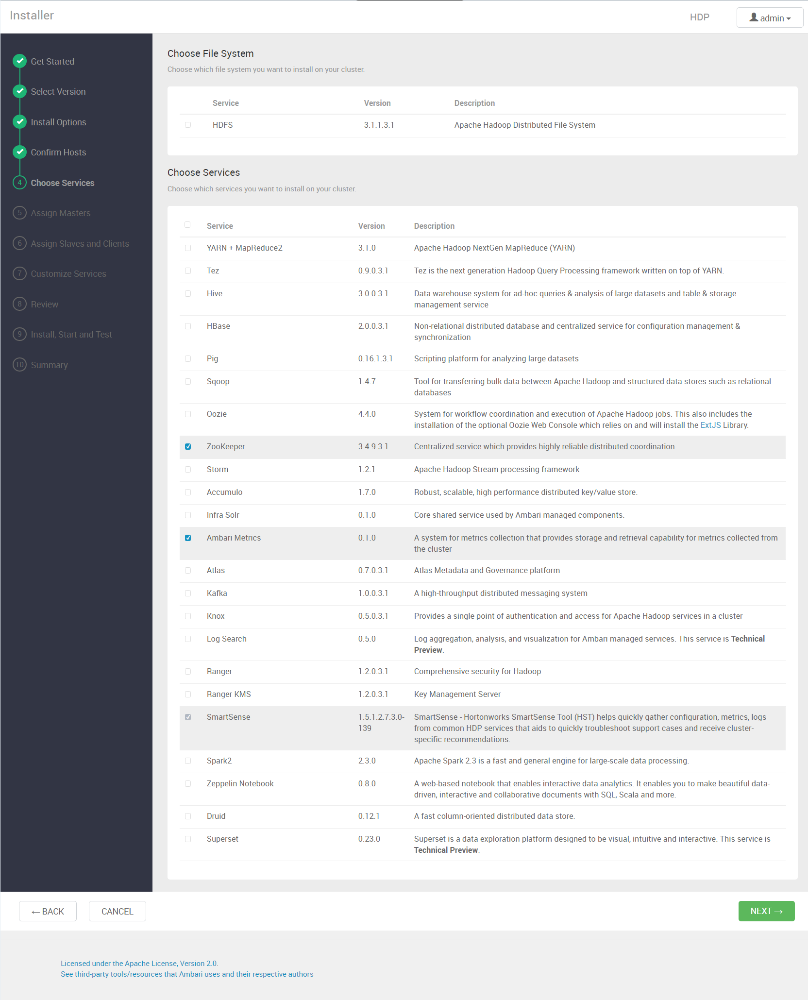 Installer
HDP
admin
Get Started
Select Version
Install Options
Confirm Hosts
4 Choose Services
5 Assign Masters
6 Assign Slaves and Clients
7 Customize Services
8 Review
9 Install, Start and Test
10 Summary
Choose File System
Choose which file system you want to install on your cluster.
Service Version Description
HDFS 3.1.1.3.1 Apache Hadoop Distributed File System
Choose Services
Choose which services you want to install on your cluster.
Service Version Description
YARN + MapReduce2 3.1.0 Apache Hadoop NextGen MapReduce (YARN)
Tez 0.9.0.3.1 Tez is the next generation Hadoop Query Processing framework written on top of YARN.
Hive 3.0.0.3.1 Data warehouse system for ad-hoc queries & analysis of large datasets and table & storage
management service
HBase 2.0.0.3.1 Non-relational distributed database and centralized service for configuration management &
synchronization
Pig 0.16.1.3.1 Scripting platform for analyzing large datasets
Sqoop 1.4.7 Tool for transferring bulk data between Apache Hadoop and structured data stores such as relational
databases
Oozie 4.4.0 System for workflow coordination and execution of Apache Hadoop jobs. This also includes the
installation of the optional Oozie Web Console which relies on and will install the ExtJS Library.
ZooKeeper 3.4.9.3.1 Centralized service which provides highly reliable distributed coordination
Storm 1.2.1 Apache Hadoop Stream processing framework
Accumulo 1.7.0 Robust, scalable, high performance distributed key/value store.
Infra Solr 0.1.0 Core shared service used by Ambari managed components.
Ambari Metrics 0.1.0 A system for metrics collection that provides storage and retrieval capability for metrics collected from
the cluster
Atlas 0.7.0.3.1 Atlas Metadata and Governance platform
Kafka 1.0.0.3.1 A high-throughput distributed messaging system
Knox 0.5.0.3.1 Provides a single point of authentication and access for Apache Hadoop services in a cluster
Log Search 0.5.0 Log aggregation, analysis, and visualization for Ambari managed services. This service is Technical
Preview.
Ranger 1.2.0.3.1 Comprehensive security for Hadoop
Ranger KMS 1.2.0.3.1 Key Management Server
SmartSense 1.5.1.2.7.3.0- SmartSense - Hortonworks SmartSense Tool (HST) helps quickly gather configuration, metrics, logs
139 from common HDP services that aids to quickly troubleshoot support cases and receive cluster-
specific recommendations.
Spark2 2.3.0 Apache Spark 2.3 is a fast and general engine for large-scale data processing.
Zeppelin Notebook 0.8.0 A web-based notebook that enables interactive data analytics. It enables you to make beautiful data-
driven, interactive and collaborative documents with SQL, Scala and more.
Druid 0.12.1 A fast column-oriented distributed data store.
Superset 0.23.0 Superset is a data exploration platform designed to be visual, intuitive and interactive. This service is
Technical Preview.
← BACK
CANCEL
NEXT →
Licensed under the Apache License, Version 2.0.
See third-party tools/resources that Ambari uses and their respective authors